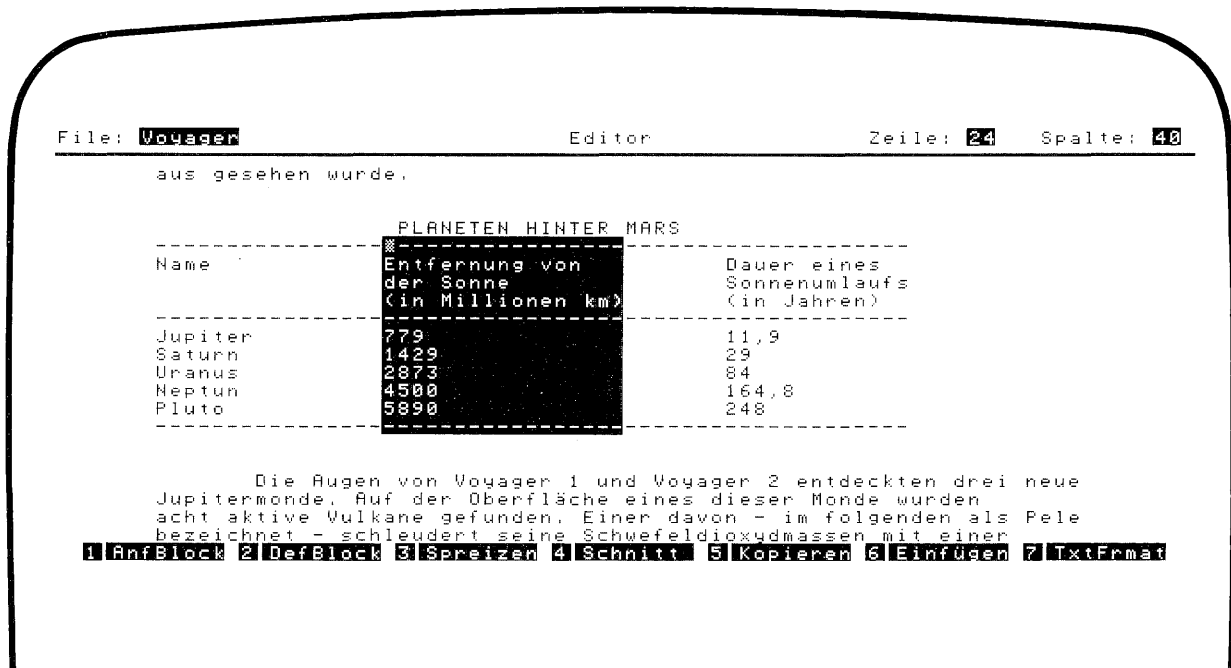 File: Voyager Editor Zeile: 24 Spalte: 40
aus gesehen wurde.
PLANETEN HINTER MARS
Name Entfernung von Dauer eines
der Sonne Sonnenumlaufs
(in Millionen km) (in Jahren)
Jupiter 779 11,9
Saturn 1429 29
Uranus 2873 84
Neptun 4500 164,8
Pluto 5890 248
Die Augen von Voyager 1 und Voyager 2 entdeckten drei neue
Jupitermonde. Auf der Oberfläche eines dieser Monde wurden
acht aktive Vulkane gefunden. Einer davon - im folgenden als Pele
bezeichnet - schleudert seine Schwefeldioxydmassen mit einer
1 AnfBlock 2 DefBlock 3 Spreizen 4 Schnitt 5 Kopieren 6 Einfügen 7 TxtFrmat